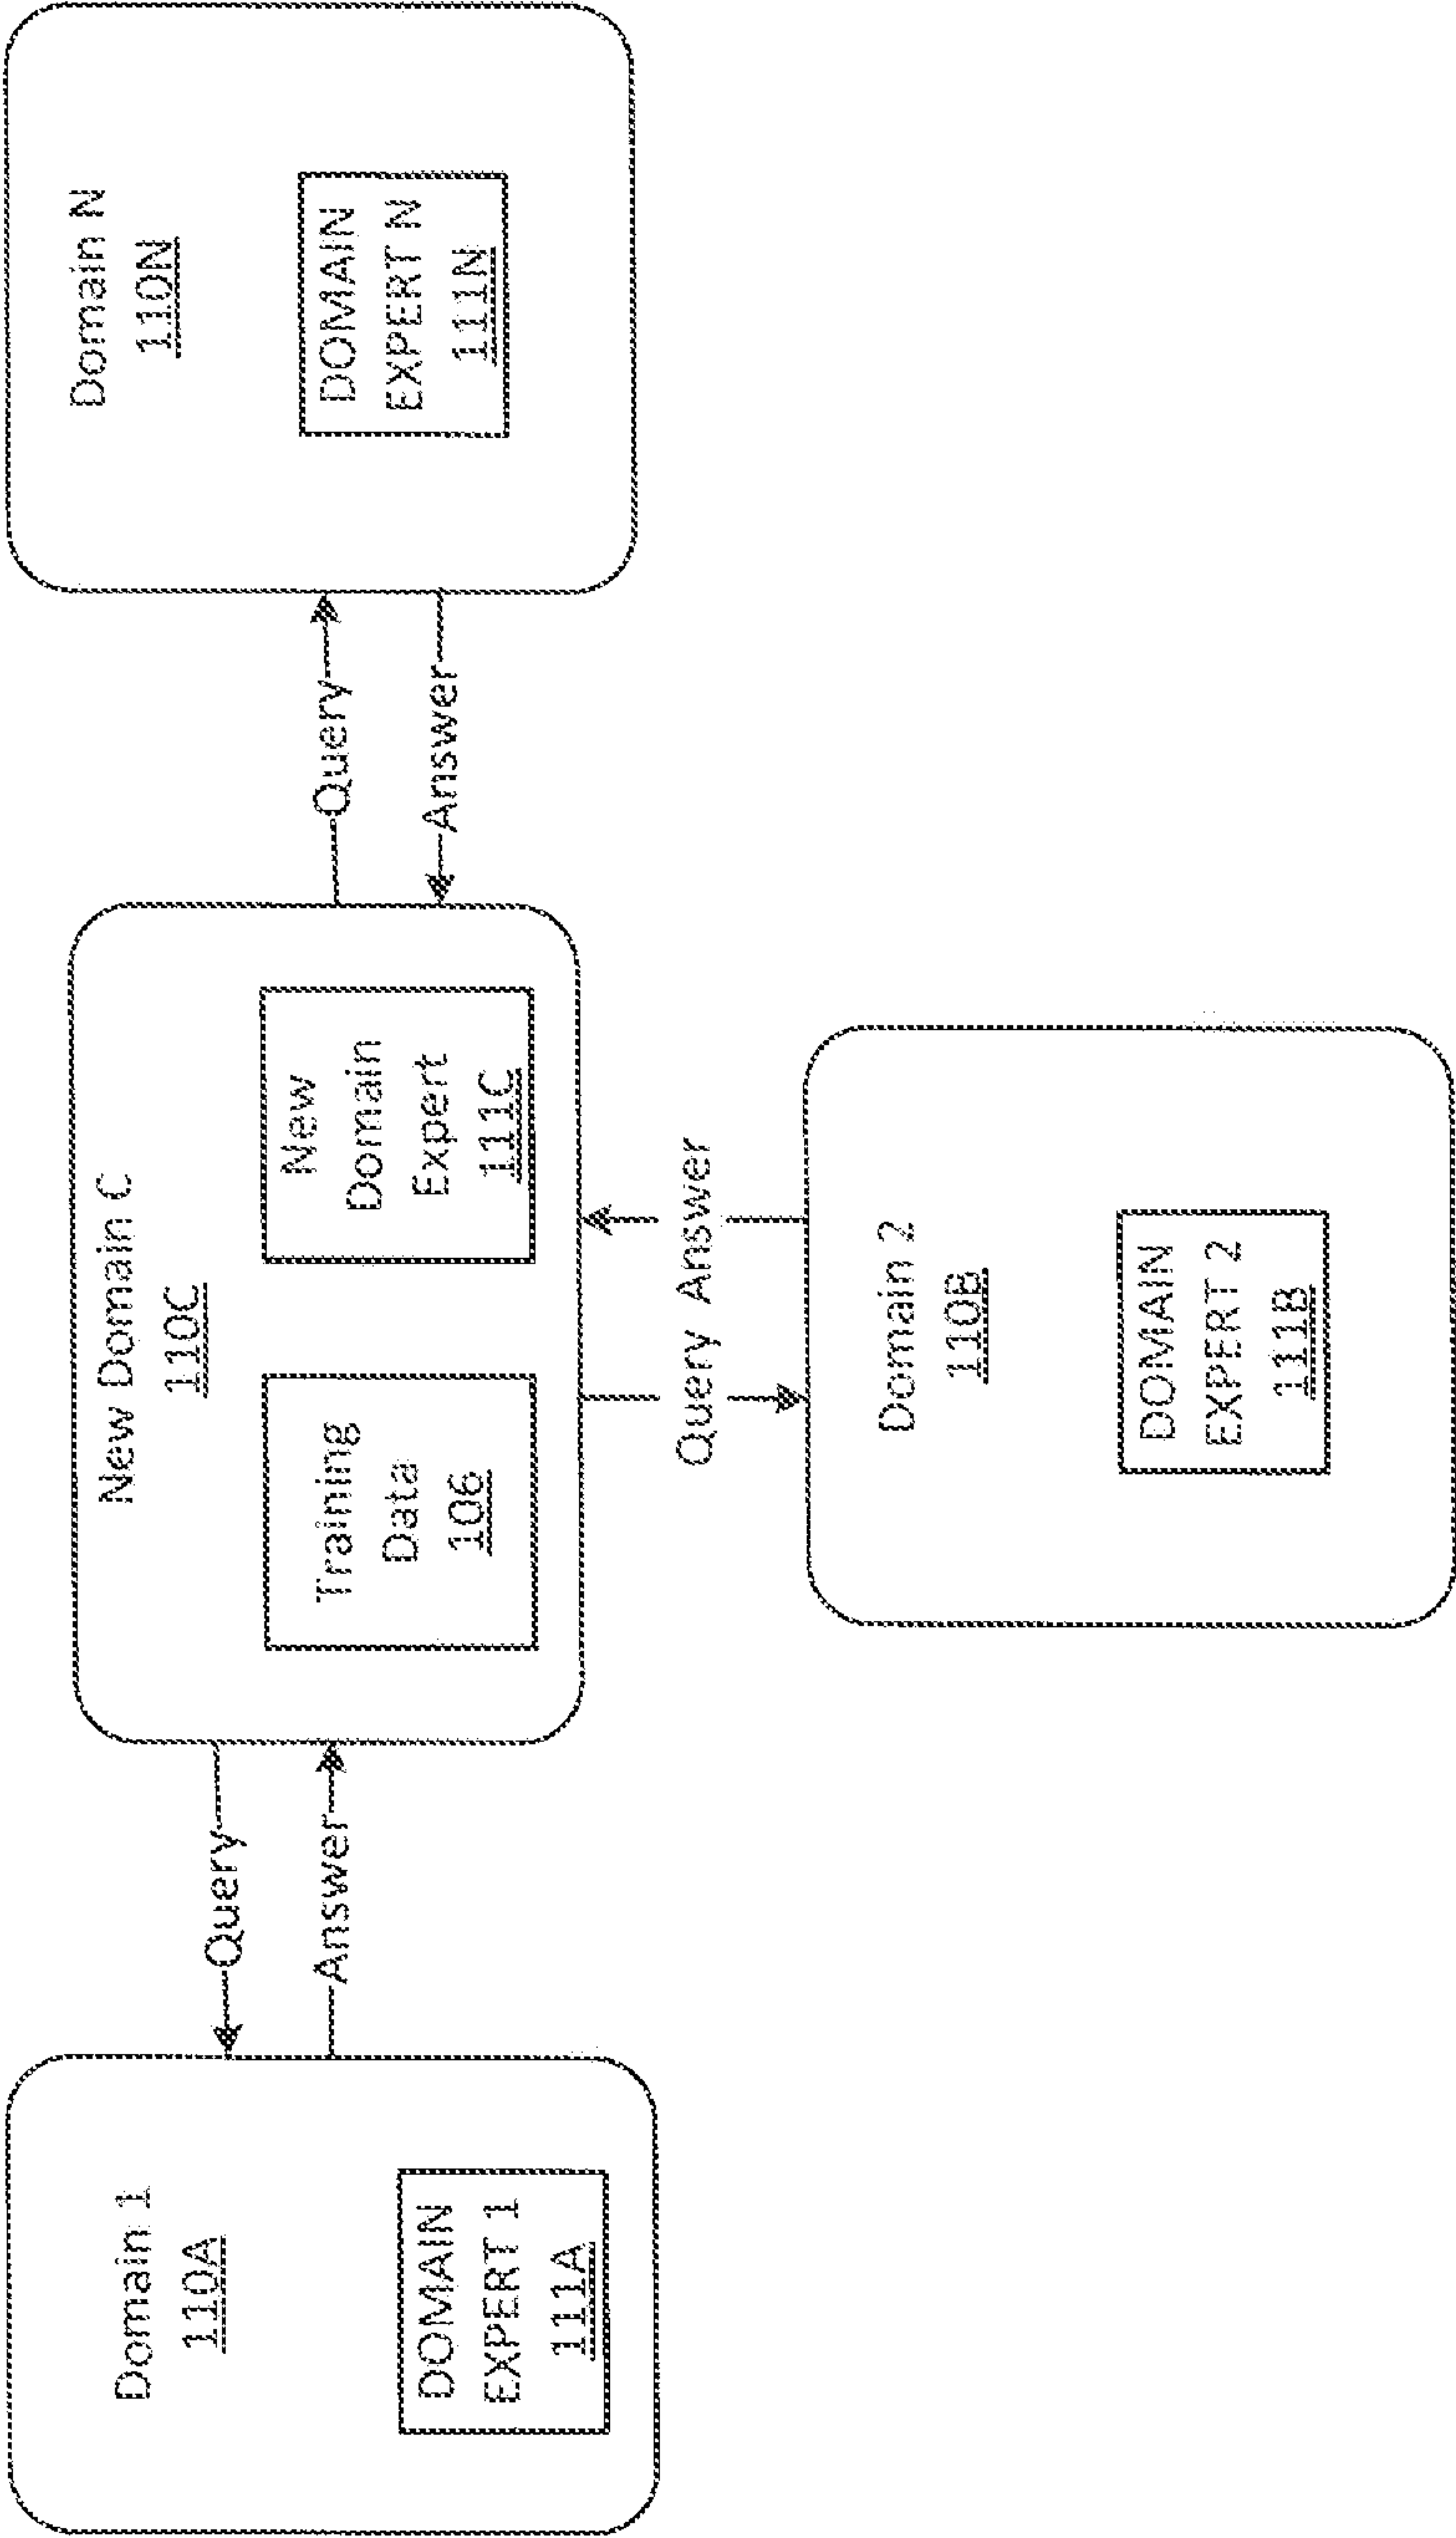 Domain 1
110A
DOMAIN
EXPERT 1
111A
Query
Answer
New Domain C
110C
Training
Data
106
New
Domain
Expert
111C
Query
Answer
Domain N
110N
DOMAIN
EXPERT N
111N
Query Answer
Domain 2
110B
DOMAIN
EXPERT 2
111B